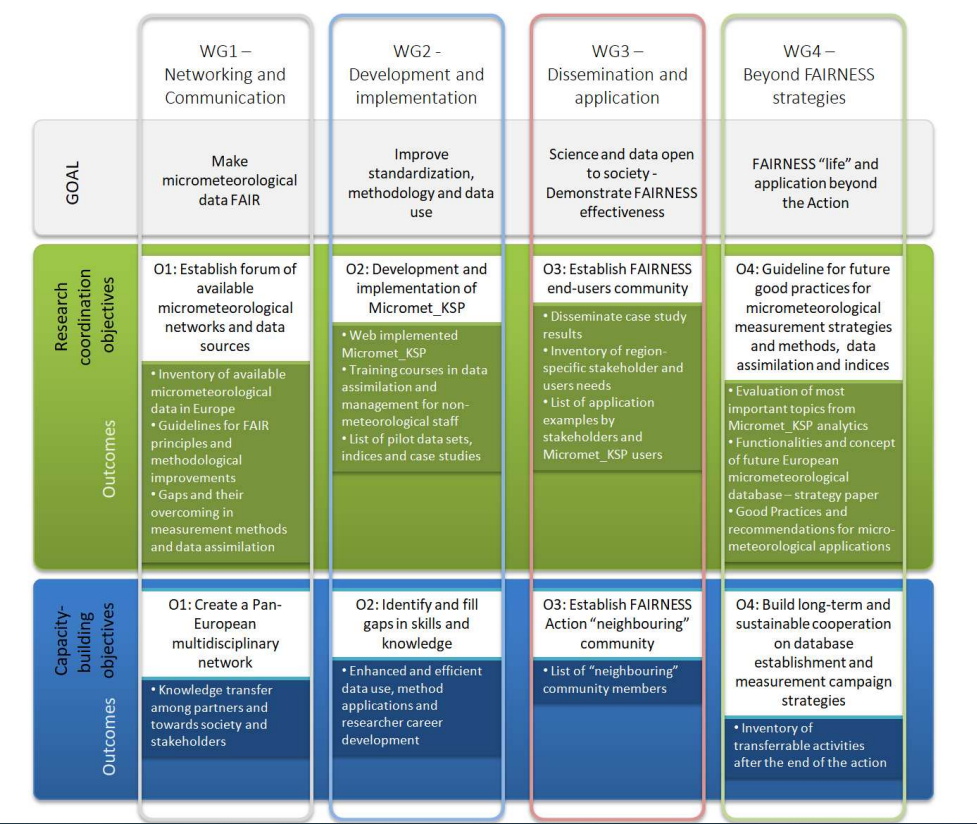 WG1 –
Networking and
Communication
WG2 -
Development and
implementation
WG3 –
Dissemination and
application
WG4 –
Beyond FAIRNESS
strategies
GOAL
Make
micrometeorological
data FAIR
Improve
standardization,
methodology and data
use
Science and data open
to society -
Demonstrate FAIRNESS
effectiveness
FAIRNESS “life” and
application beyond
the Action
Research
coordination
objectives
Outcomes
O1: Establish forum of
available
micrometeorological
networks and data
sources
• Inventory of available
micrometeorological
data in Europe
• Guidelines for FAIR
principles and
methodological
improvements
• Gaps and their
overcoming in
measurement methods
and data assimilation
O2: Development and
implementation of
Micromet_KSP
• Web implemented
Micromet_KSP
• Training courses in data
assimilation and
management for non-
meteorological staff
• List of pilot data sets,
indices and case studies
O3: Establish FAIRNESS
end-users community
• Disseminate case study
results
• Inventory of region-
specific stakeholder and
users needs
• List of application
examples by
stakeholders and
Micromet_KSP users
O4: Guideline for future
good practices for
micrometeorological
measurement strategies
and methods, data
assimilation and indices
• Evaluation of most
important topics from
Micromet_KSP analytics
• Functionalities and concept
of future European
micrometeorological
database – strategy paper
• Good Practices and
recommendations for micro-
meteorological applications
Capacity-
building
objectives
Outcomes
O1: Create a Pan-
European
multidisciplinary
network
• Knowledge transfer
among partners and
towards society and
stakeholders
O2: Identify and fill
gaps in skills and
knowledge
• Enhanced and efficient
data use, method
applications and
researcher career
development
O3: Establish FAIRNESS
Action “neighbouring”
community
• List of “neighbouring”
community members
O4: Build long-term and
sustainable cooperation
on database
establishment and
measurement campaign
strategies
• Inventory of
transferrable activities
after the end of the action